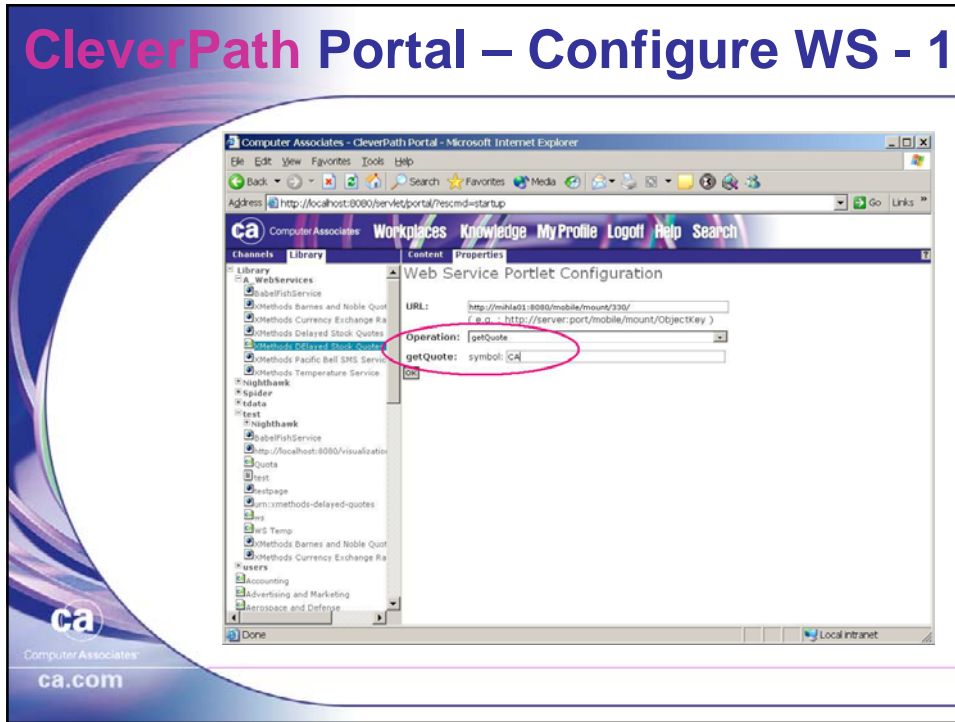 CleverPath Portal – Configure WS - 1
Computer Associates - CleverPath Portal - Microsoft Internet Explorer
File Edit View Favorites Tools Help
Back Search Favorites Media
Address http://localhost:8080/servlet/portal/?escmd=startup Go Links »
ca Computer Associates Workplaces Knowledge My Profile Logoff Help Search
Channels Library Content Properties ?
Library
A_WebServices
BabelFishService
XMethods Barnes and Noble Quot
XMethods Currency Exchange Ra
XMethods Delayed Stock Quotes
XMethods DElayed Stock Quotes
XMethods Pacific Bell SMS Servic
XMethods Temperature Service
Nighthawk
Spider
tdata
test
Nighthawk
BabelFishService
http://localhost:8080/visualization
Quota
test
testpage
urn:xmethods-delayed-quotes
ws
WS Temp
XMethods Barnes and Noble Quot
XMethods Currency Exchange Ra
users
Accounting
Advertising and Marketing
Aerospace and Defense
Web Service Portlet Configuration
URL: http://mihla01:8080/mobile/mount/330/
( e.g. : http://server:port/mobile/mount/ObjectKey )
Operation: getQuote
getQuote: symbol: CA
OK
Done Local intranet
ca
Computer Associates
ca.com